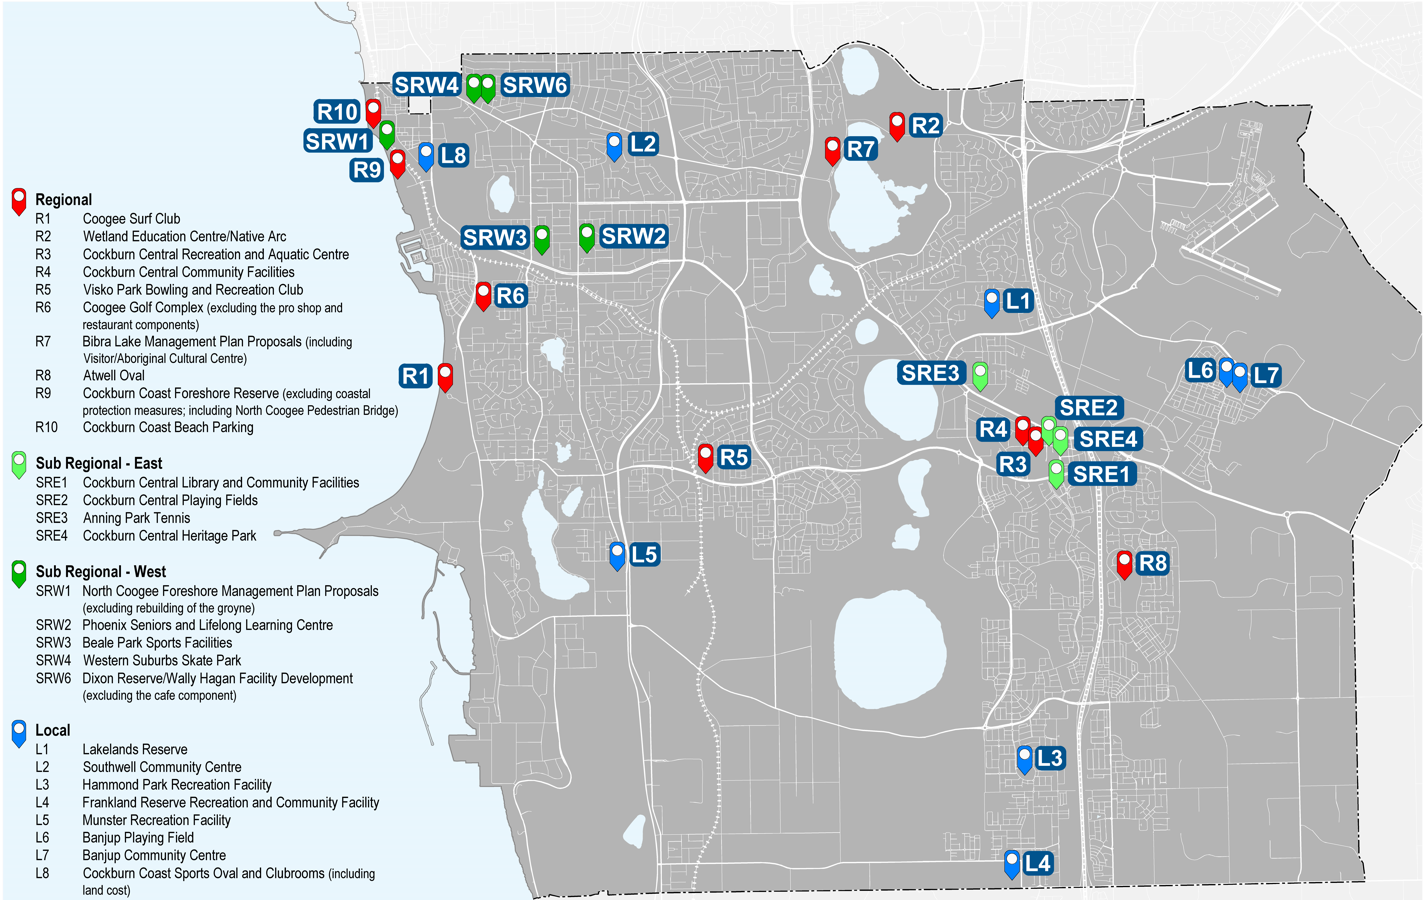 Regional
R1 Coogee Surf Club
R2 Wetland Education Centre/Native Arc
R3 Cockburn Central Recreation and Aquatic Centre
R4 Cockburn Central Community Facilities
R5 Visko Park Bowling and Recreation Club
R6 Coogee Golf Complex (excluding the pro shop and
restaurant components)
R7 Bibra Lake Management Plan Proposals (including
Visitor/Aboriginal Cultural Centre)
R8 Atwell Oval
R9 Cockburn Coast Foreshore Reserve (excluding coastal
protection measures; including North Coogee Pedestrian Bridge)
R10 Cockburn Coast Beach Parking
Sub Regional - East
SRE1 Cockburn Central Library and Community Facilities
SRE2 Cockburn Central Playing Fields
SRE3 Anning Park Tennis
SRE4 Cockburn Central Heritage Park
Sub Regional - West
SRW1 North Coogee Foreshore Management Plan Proposals
(excluding rebuilding of the groyne)
SRW2 Phoenix Seniors and Lifelong Learning Centre
SRW3 Beale Park Sports Facilities
SRW4 Western Suburbs Skate Park
SRW6 Dixon Reserve/Wally Hagan Facility Development
(excluding the cafe component)
Local
L1 Lakelands Reserve
L2 Southwell Community Centre
L3 Hammond Park Recreation Facility
L4 Frankland Reserve Recreation and Community Facility
L5 Munster Recreation Facility
L6 Banjup Playing Field
L7 Banjup Community Centre
L8 Cockburn Coast Sports Oval and Clubrooms (including
land cost)
SRW4
SRW6
R10
SRW1
R9
L8
L2
R7
R2
SRW3
SRW2
R6
L1
R1
SRE3
L6
L7
SRE2
R4
SRE4
R3
R5
SRE1
L5
R8
L3
L4